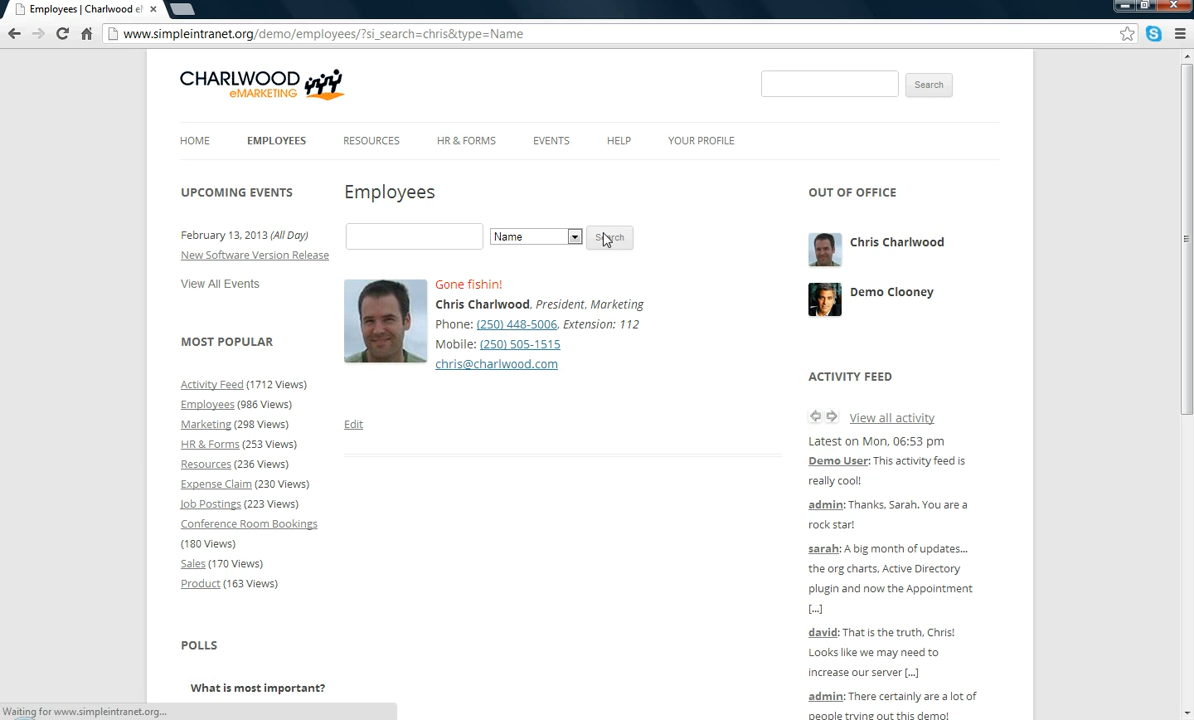 Employees | Charlwood e
www.simpleintranet.org/demo/employees/?si_search=chris&type=Name
CHARLWOOD
eMARKETING
Search
HOME
EMPLOYEES
RESOURCES
HR & FORMS
EVENTS
HELP
YOUR PROFILE
UPCOMING EVENTS
February 13, 2013 (All Day)
New Software Version Release
View All Events
MOST POPULAR
Activity Feed (1712 Views)
Employees (986 Views)
Marketing (298 Views)
HR & Forms (253 Views)
Resources (236 Views)
Expense Claim (230 Views)
Job Postings (223 Views)
Conference Room Bookings
(180 Views)
Sales (170 Views)
Product (163 Views)
POLLS
What is most important?
Employees
Name
Search
Gone fishin!
Chris Charlwood, President, Marketing
Phone: (250) 448-5006, Extension: 112
Mobile: (250) 505-1515
chris@charlwood.com
Edit
OUT OF OFFICE
Chris Charlwood
Demo Clooney
ACTIVITY FEED
View all activity
Latest on Mon, 06:53 pm
Demo User: This activity feed is
really cool!
admin: Thanks, Sarah. You are a
rock star!
sarah: A big month of updates...
the org charts, Active Directory
plugin and now the Appointment
[...]
david: That is the truth, Chris!
Looks like we may need to
increase our server [...]
admin: There certainly are a lot of
people trying out this demo!
Waiting for www.simpleintranet.org...